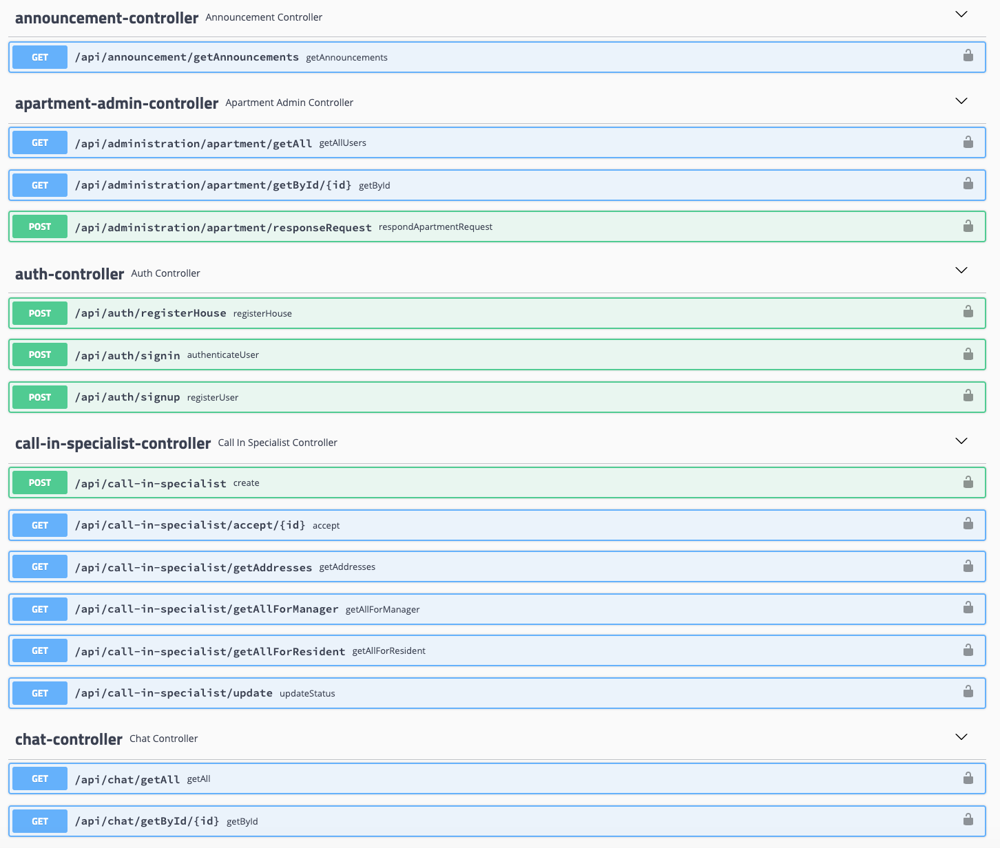 announcement-controller Announcement Controller
GET /api/announcement/getAnnouncements getAnnouncements
apartment-admin-controller Apartment Admin Controller
GET /api/administration/apartment/getAll getAllUsers
GET /api/administration/apartment/getById/{id} getById
POST /api/administration/apartment/responseRequest respondApartmentRequest
auth-controller Auth Controller
POST /api/auth/registerHouse registerHouse
POST /api/auth/signin authenticateUser
POST /api/auth/signup registerUser
call-in-specialist-controller Call In Specialist Controller
POST /api/call-in-specialist create
GET /api/call-in-specialist/accept/{id} accept
GET /api/call-in-specialist/getAddresses getAddresses
GET /api/call-in-specialist/getAllForManager getAllForManager
GET /api/call-in-specialist/getAllForResident getAllForResident
GET /api/call-in-specialist/update updateStatus
chat-controller Chat Controller
GET /api/chat/getAll getAll
GET /api/chat/getById/{id} getById